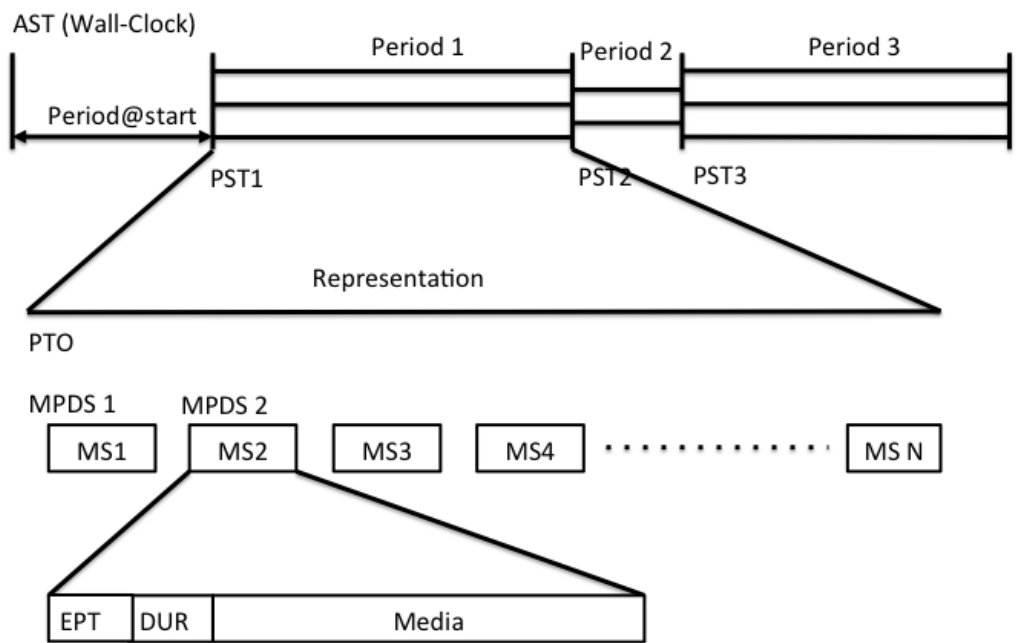 AST (Wall-Clock)
Period 1
Period 2
Period 3
Period@start
PST1
PST2
PST3
Representation
PTO
MPDS 1
MPDS 2
MS1
MS2
MS3
MS4
MS N
EPT
DUR
Media